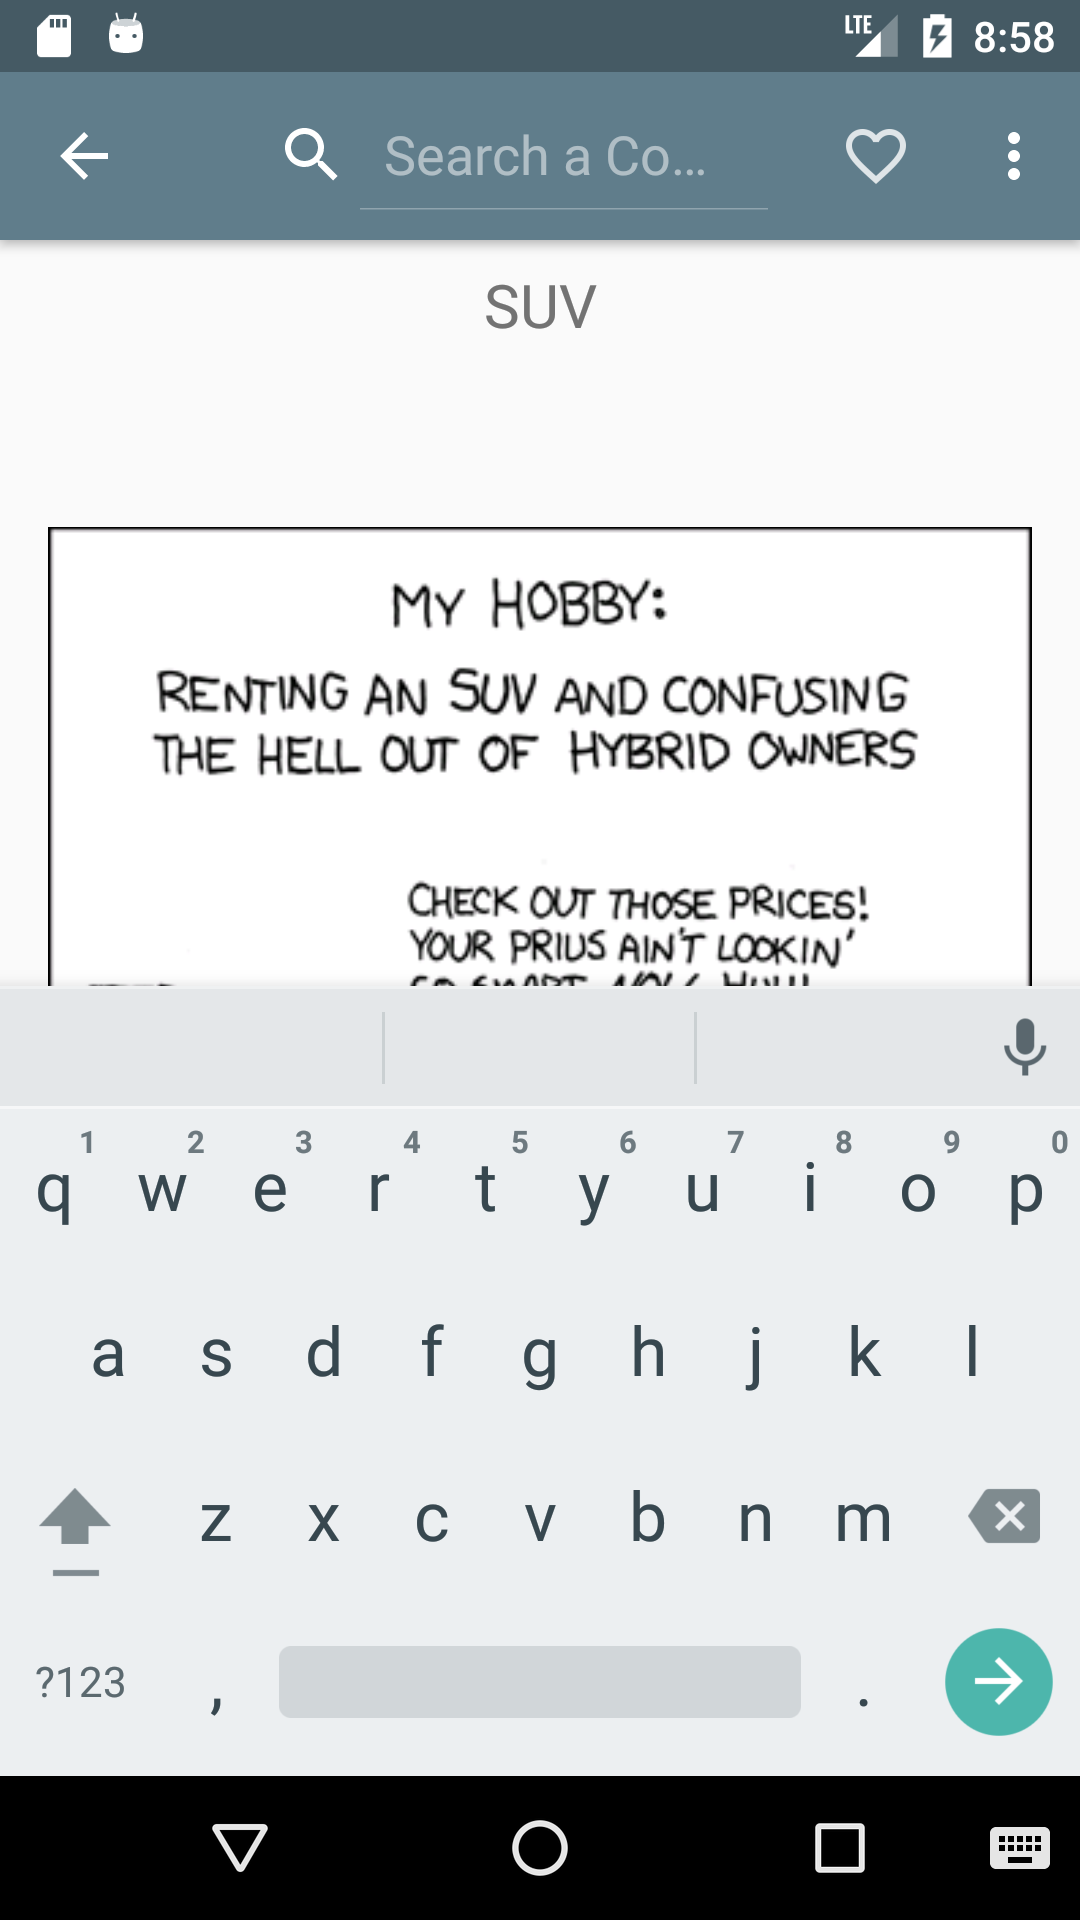 LTE 8:58
Search a Co...
SUV
MY HOBBY:
RENTING AN SUV AND CONFUSING
THE HELL OUT OF HYBRID OWNERS
CHECK OUT THOSE PRICES!
YOUR PRIUS AIN'T LOOKIN'
1 2 3 4 5 6 7 8 9 0
q w e r t y u i o p
a s d f g h j k l
z x c v b n m
?123 , .